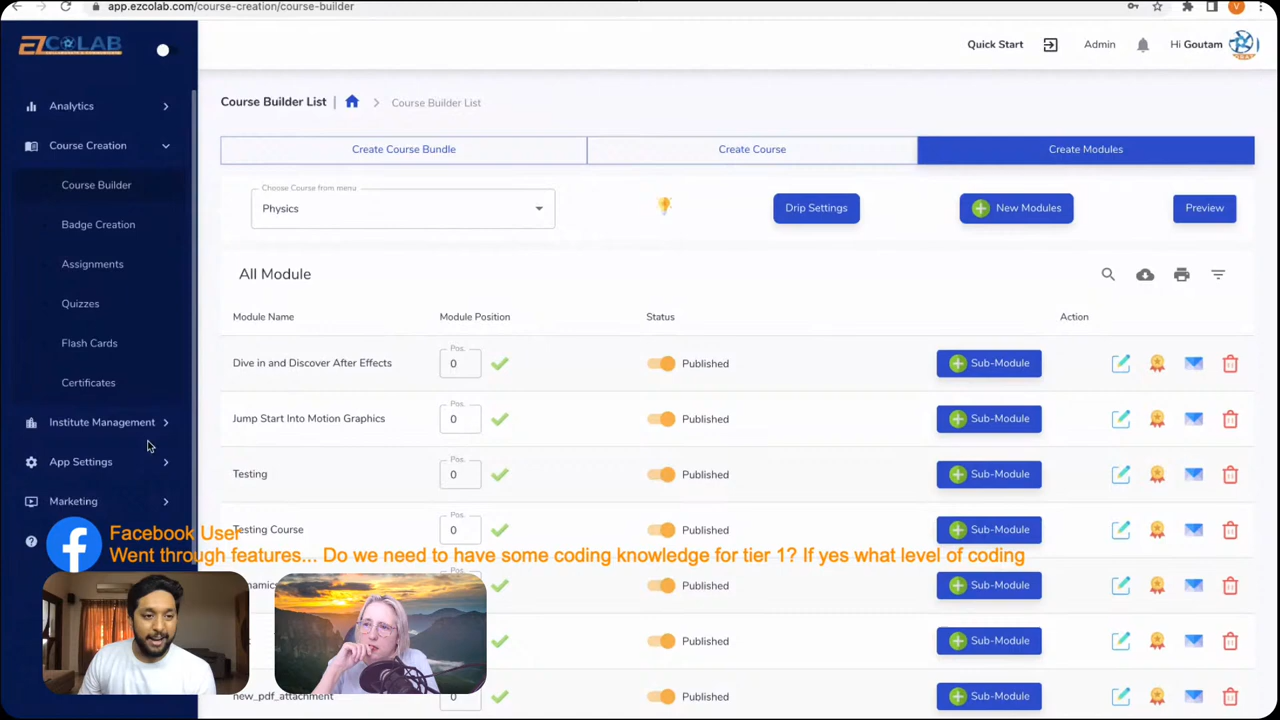 app.ezcolab.com/course-creation/course-builder
EZCOLAB
Quick Start
Admin
Hi Goutam
Analytics
Course Creation
Course Builder
Badge Creation
Assignments
Quizzes
Flash Cards
Certificates
Institute Management
App Settings
Marketing
Course Builder List
Course Builder List
Create Course Bundle
Create Course
Create Modules
Choose Course from menu
Physics
Drip Settings
New Modules
Preview
All Module
Module Name Module Position Status Action
Dive in and Discover After Effects Pos. 0 Published Sub-Module
Jump Start Into Motion Graphics Pos. 0 Published Sub-Module
Testing Pos. 0 Published Sub-Module
Testing Course Pos. 0 Published Sub-Module
Facebook User
Went through features... Do we need to have some coding knowledge for tier 1? If yes what level of coding
Published Sub-Module
Published Sub-Module
new_pdf_attachment 0 Published Sub-Module